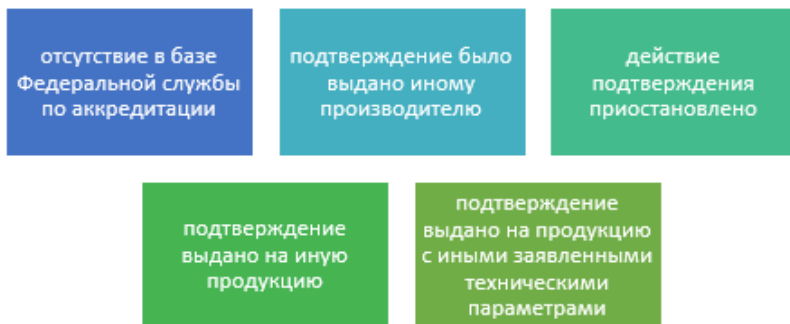 отсутствие в базе
Федеральной службы
по аккредитации
подтверждение было
выдано иному
производителю
действие
подтверждения
приостановлено
подтверждение
выдано на иную
продукцию
подтверждение
выдано на продукцию
с иными заявленными
техническими
параметрами